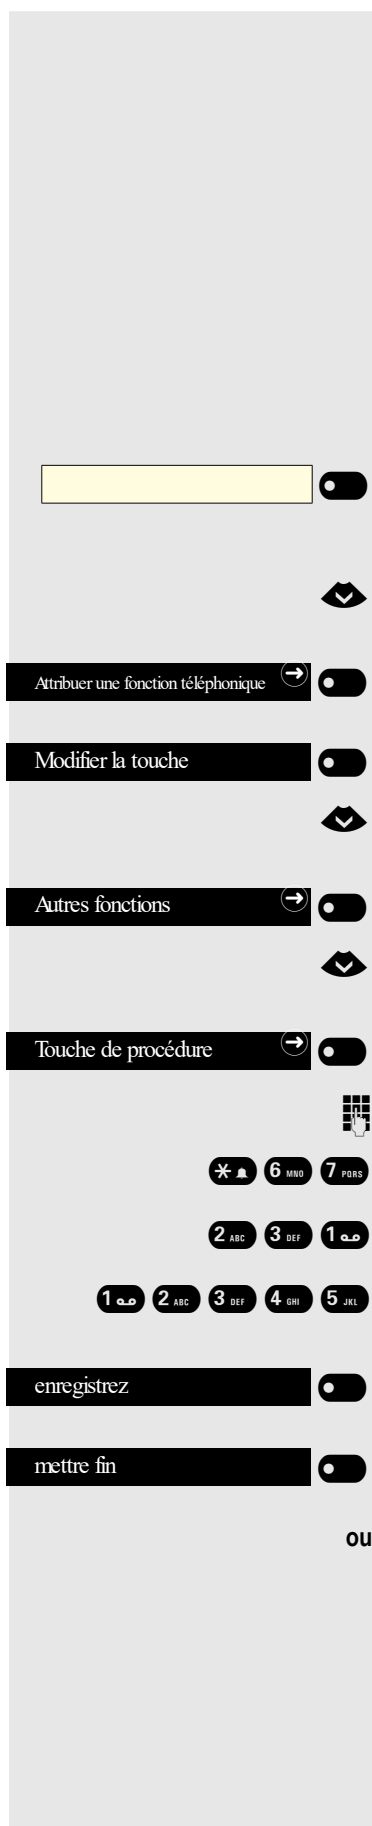 Attribuer une fonction téléphonique
Modifier la touche
Autres fonctions
Touche de procédure
* 6 MNO 7 PQRS
2 ABC 3 DEF 1
1 2 ABC 3 DEF 4 GHI 5 JKL
enregistrez
mettre fin
ou